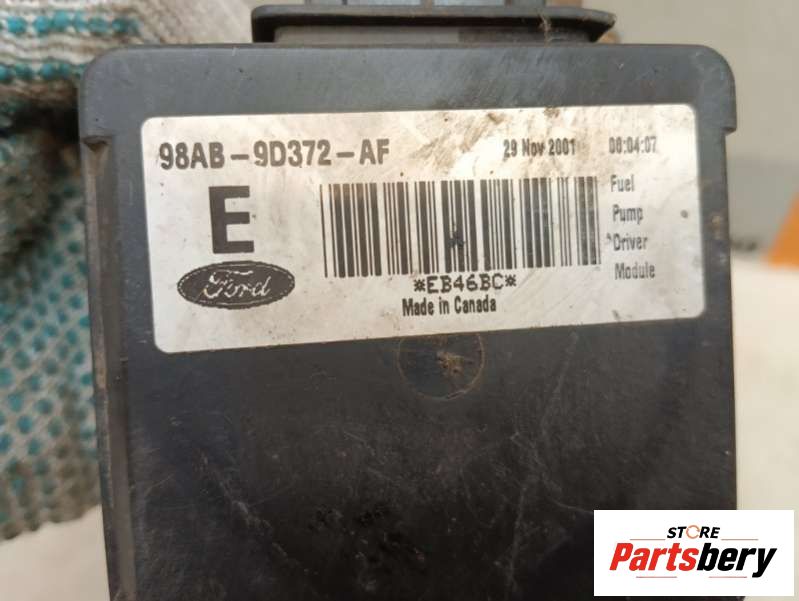 98AB-9D372-AF 29 Nov 2001 00:04:07
E
Fuel
Pump
Driver
Module
Ford
*EB46BC*
Made in Canada
STORE
Partsbery